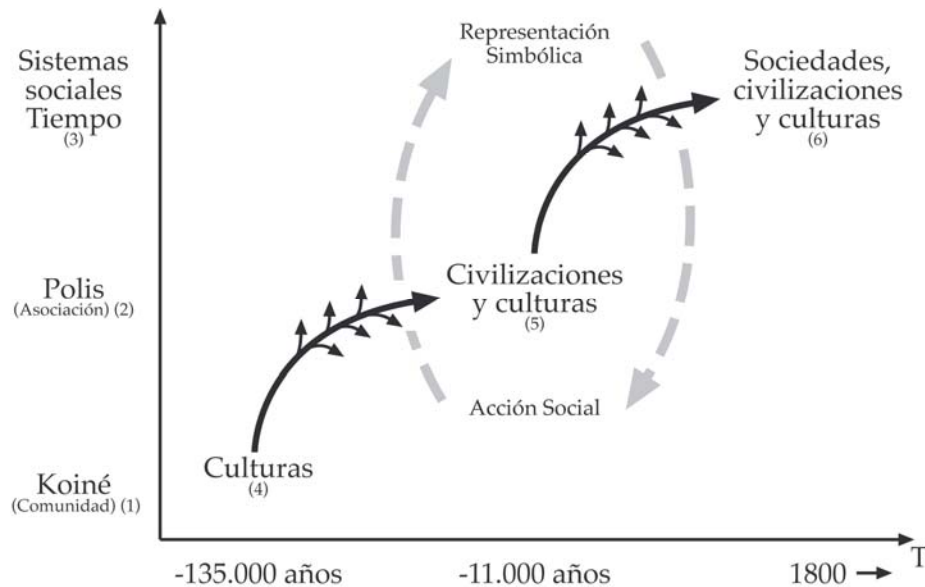 Representación
Simbólica
Sistemas
sociales
Tiempo
(3)
Sociedades,
civilizaciones
y culturas
(6)
Polis
(Asociación) (2)
Civilizaciones
y culturas
(5)
Acción Social
Culturas
(4)
Koiné
(Comunidad) (1)
T
-135.000 años
-11.000 años
1800